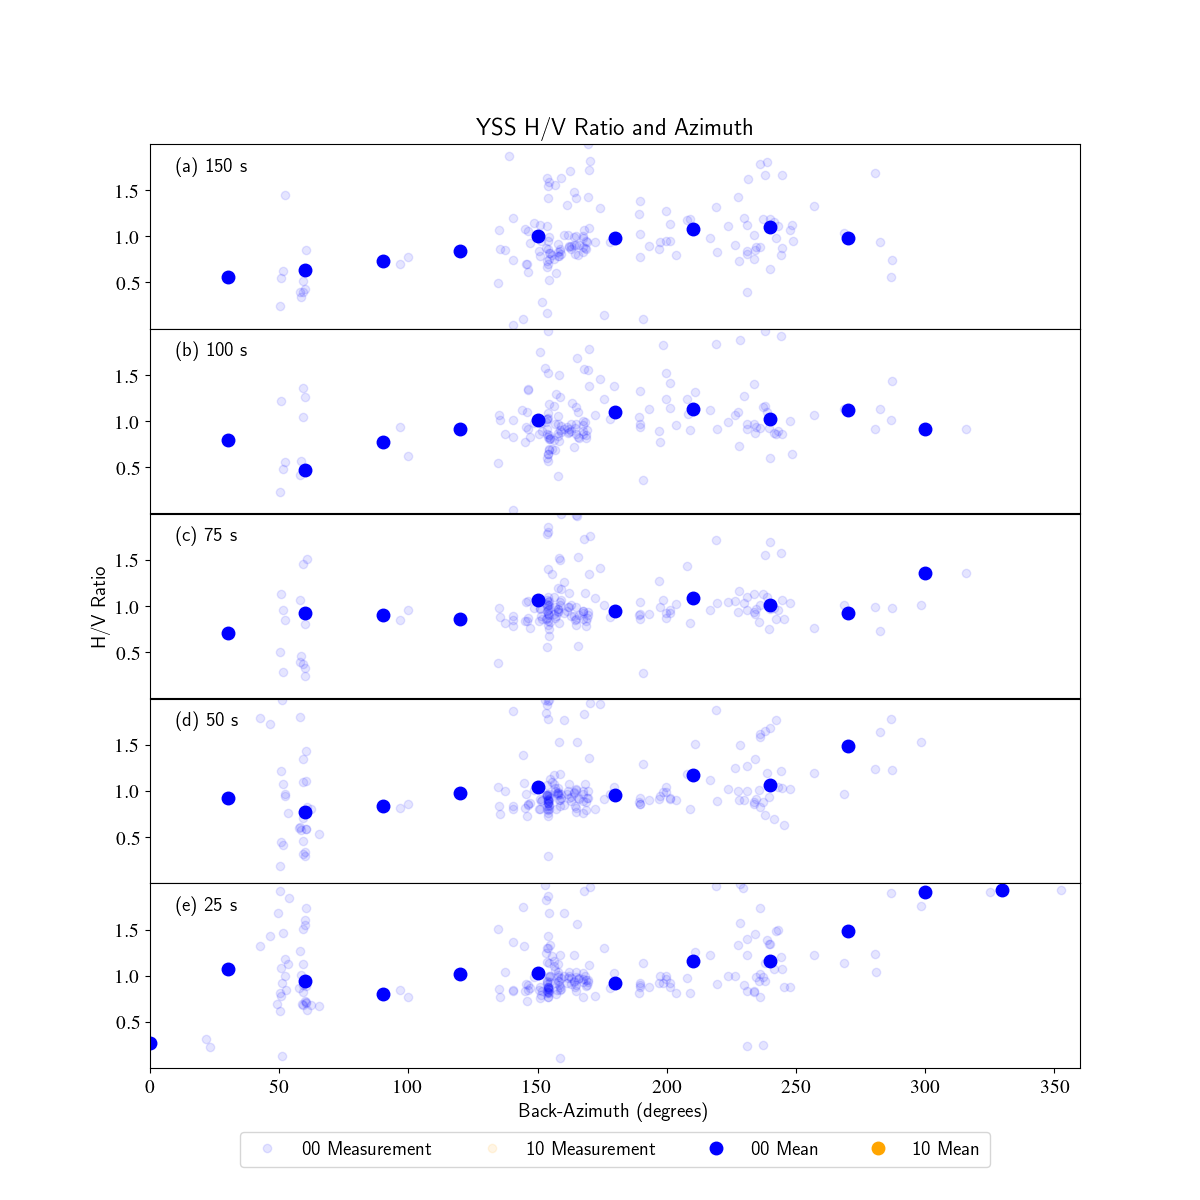 YSS H/V Ratio and Azimuth
(a) 150 s
1.5
1.0
0.5
(b) 100 s
1.5
1.0
0.5
(c) 75 s
1.5
1.0
0.5
H/V Ratio
(d) 50 s
1.5
1.0
0.5
(e) 25 s
1.5
1.0
0.5
0 50 100 150 200 250 300 350
Back-Azimuth (degrees)
00 Measurement 10 Measurement 00 Mean 10 Mean